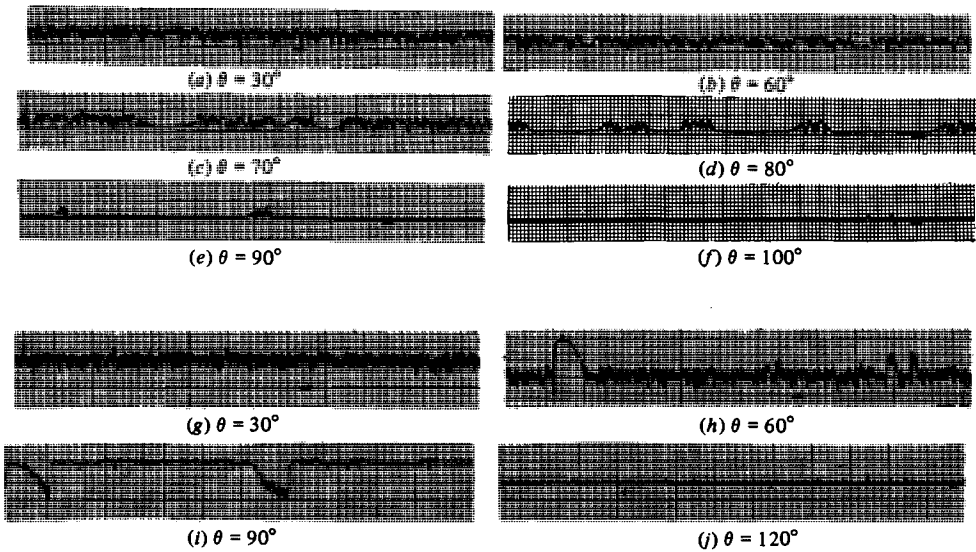 (a) θ = 30°
(b) θ = 60°
(c) θ = 70°
(d) θ = 80°
(e) θ = 90°
(f) θ = 100°
(g) θ = 30°
(h) θ = 60°
(i) θ = 90°
(j) θ = 120°